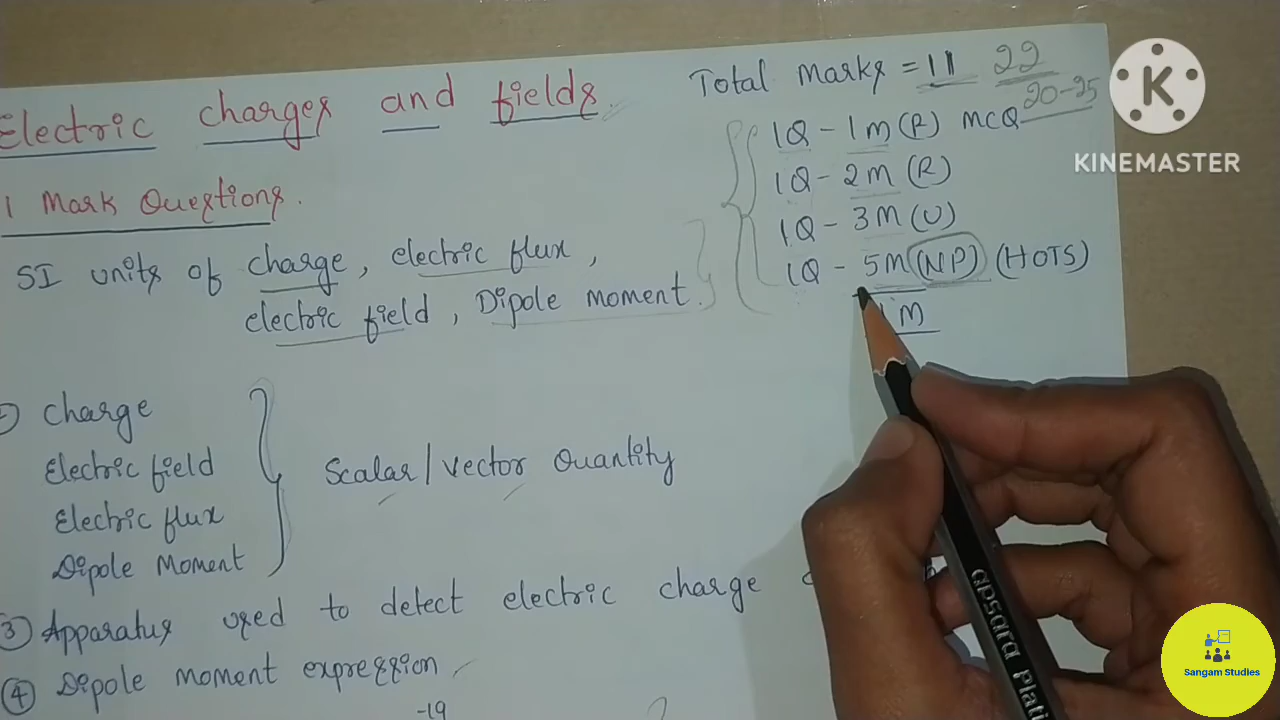 Electric charges and fields.
Total marks = 11 22
20-25
1Q - 1M (R) MCQ
1Q - 2M (R)
1Q - 3M (U)
1Q - 5M (NP) (HOTS)
M
1 Mark Questions.
SI units of charge, electric flux,
electric field, Dipole moment.
charge
Electric field
Electric flux
Dipole Moment
Scalar/vector Quantity
3 Apparatus used to detect electric charge
4 Dipole moment expression
-19
K
KINEMASTER
apsara Plati
Sangam Studies